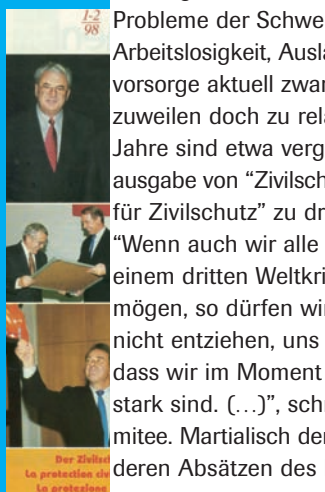 1-2
98
Probleme der Schwe
Arbeitslosigkeit, Ausla
vorsorge aktuell zwar
zuweilen doch zu rela
Jahre sind etwa verg
ausgabe von “Zivilsch
für Zivilschutz” zu dr
“Wenn auch wir alle
einem dritten Weltkri
mögen, so dürfen wir
nicht entziehen, uns
dass wir im Moment
stark sind. (…)”, schr
mitee. Martialisch der
deren Absätzen des
Der Zivilsch
La protection civ
La protezione